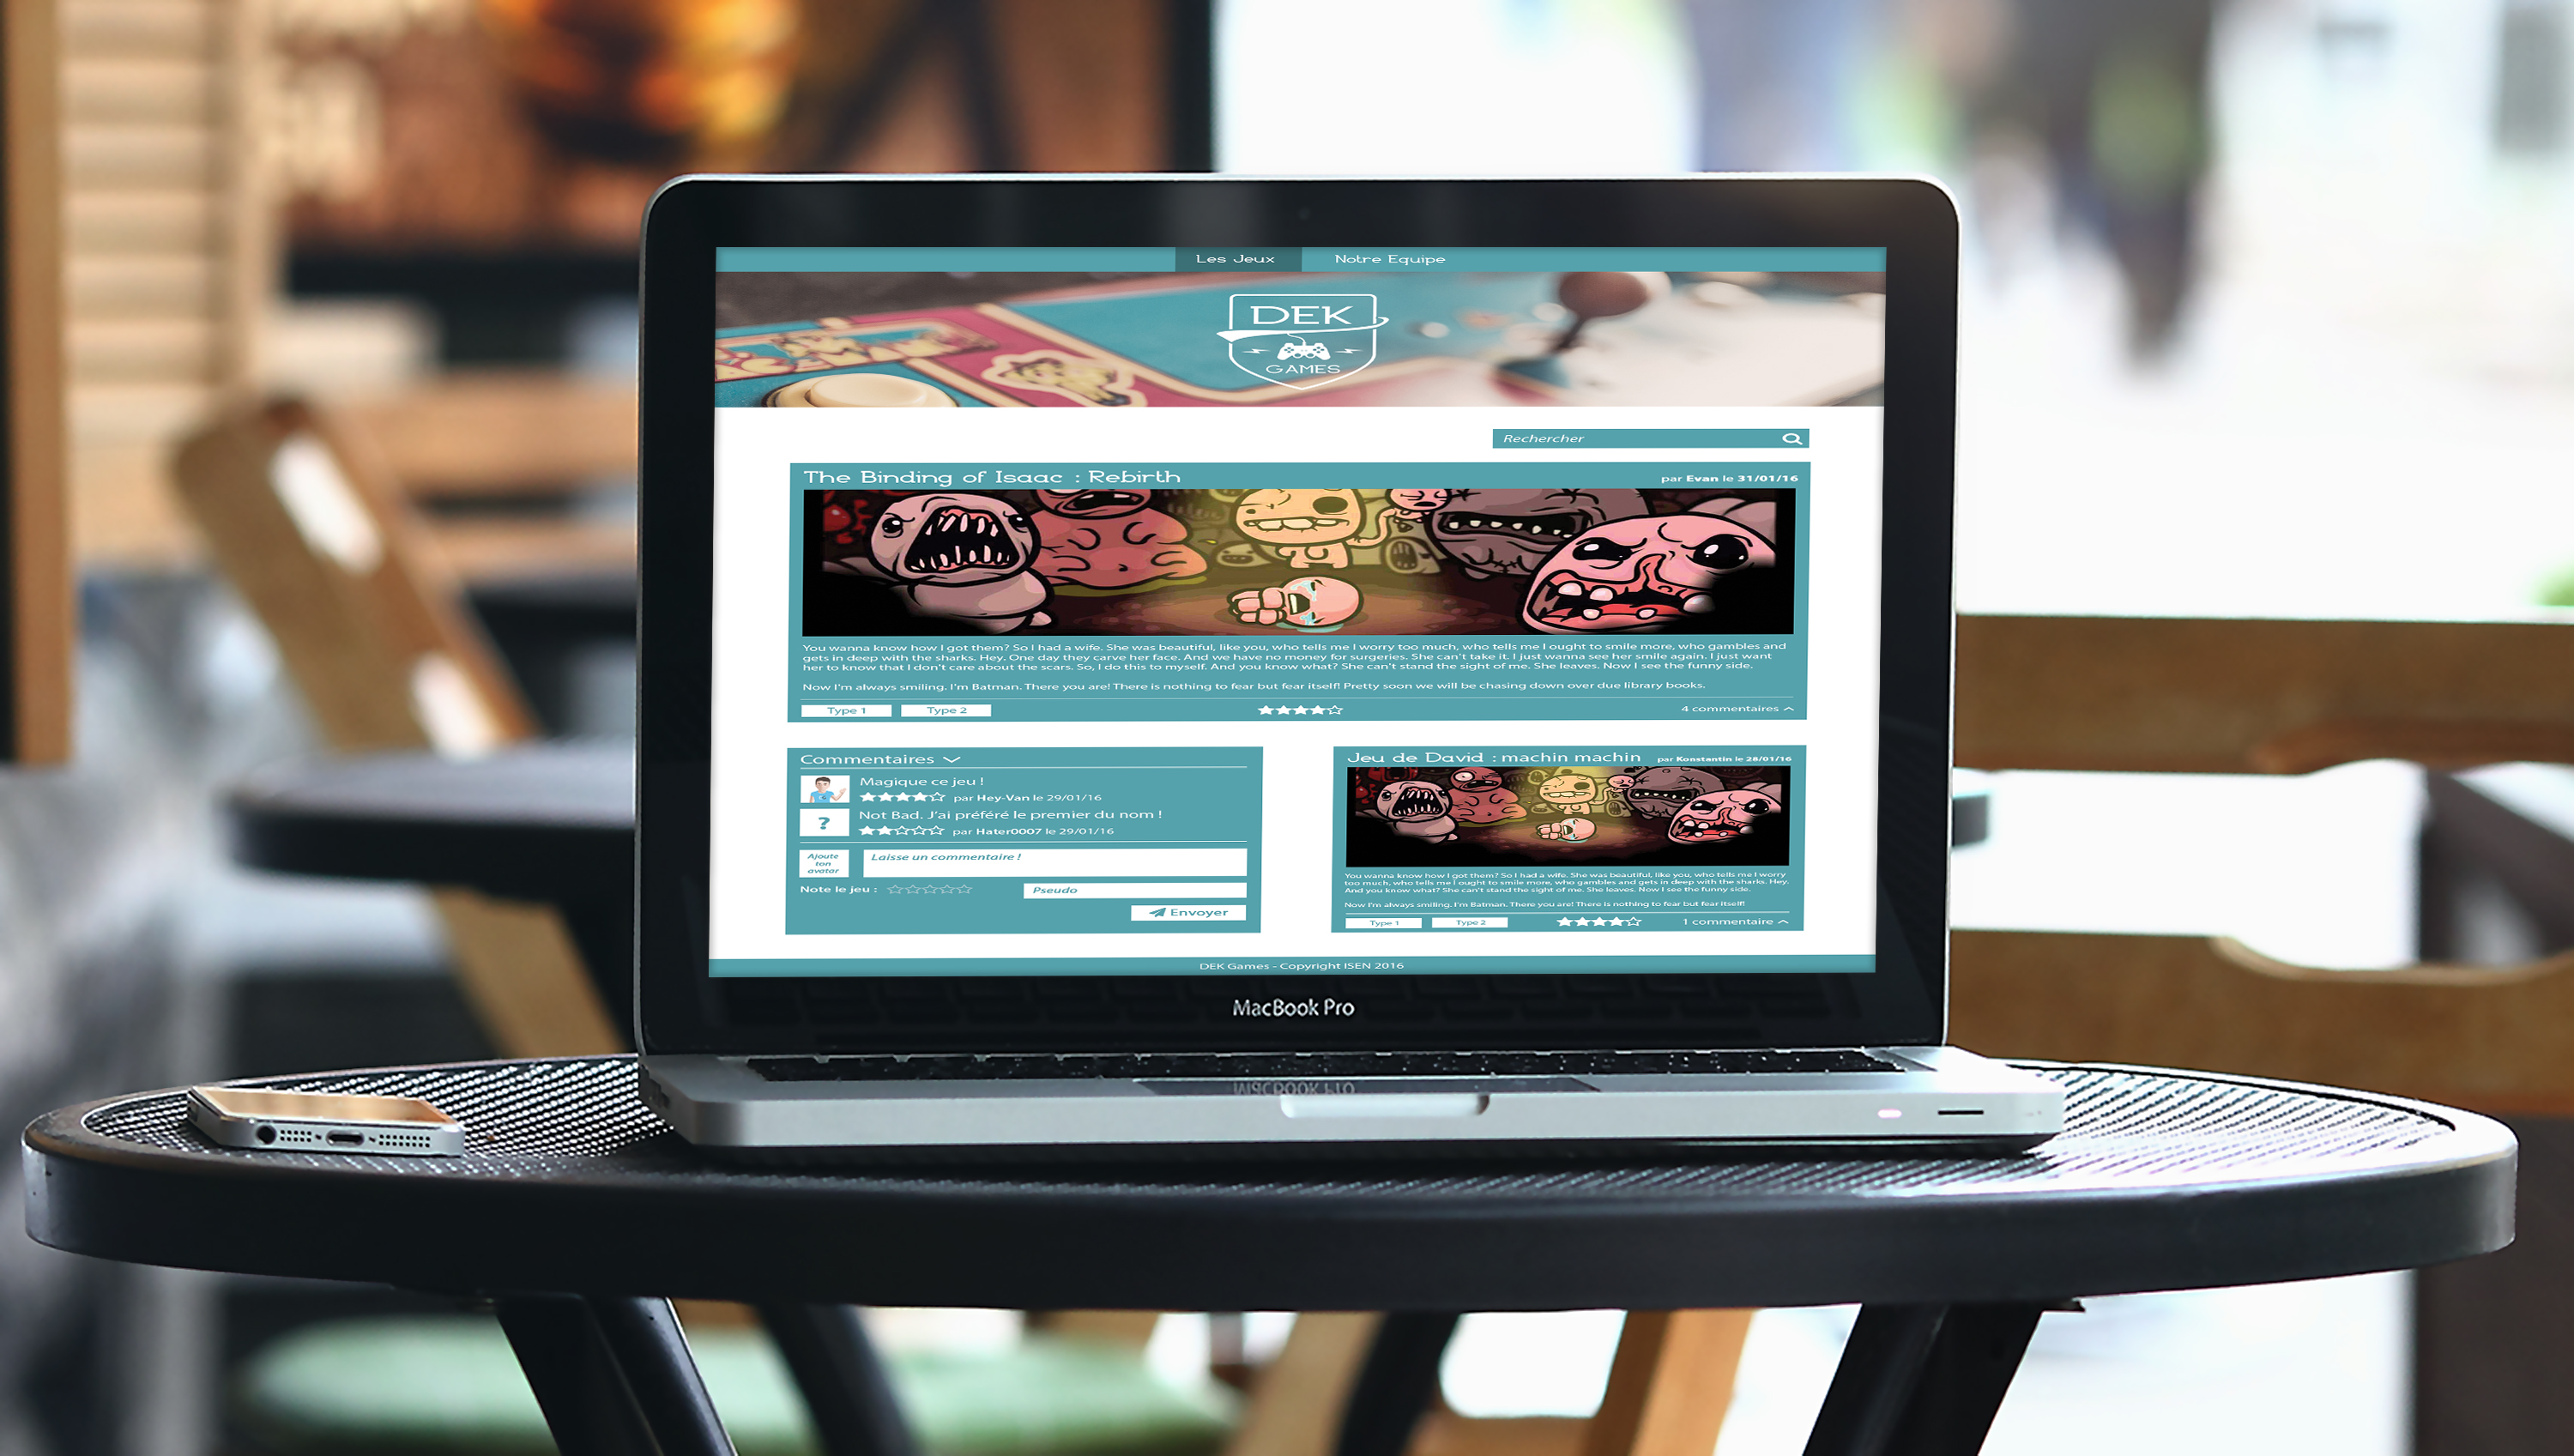 Les Jeux
Notre Equipe
DEK
GAMES
Rechercher
The Binding of Isaac : Rebirth
par Evan le 31/01/16
You wanna know how I got them? So I had a wife. She was beautiful, like you, who tells me I worry too much, who tells me I ought to smile more, who gambles and
gets in deep with the sharks. Hey. One day they carve her face. And we have no money for surgeries. She can't take it. I just wanna see her smile again. I just want
her to know that I don't care about the scars. So, I do this to myself. And you know what? She can't stand the sight of me. She leaves. Now I see the funny side.
Now I'm always smiling. I'm Batman. There you are! There is nothing to fear but fear itself! Pretty soon we will be chasing down over due library books.
Type 1
Type 2
4 commentaires
Commentaires
Magique ce jeu !
par Hey-Van le 29/01/16
?
Not Bad. J'ai préféré le premier du nom !
par Hater0007 le 29/01/16
Ajoute
ton
avatar
Laisse un commentaire !
Note le jeu :
Pseudo
Envoyer
Jeu de David : machin machin
par Konstantin le 28/01/16
You wanna know how I got them? So I had a wife. She was beautiful, like you, who tells me I worry
too much, who tells me I ought to smile more, who gambles and gets in deep with the sharks. Hey.
And you know what? She can't stand the sight of me. She leaves. Now I see the funny side.
Now I'm always smiling. I'm Batman. There you are! There is nothing to fear but fear itself!
Type 1
Type 2
1 commentaire
DEK Games - Copyright ISEN 2016
MacBook Pro